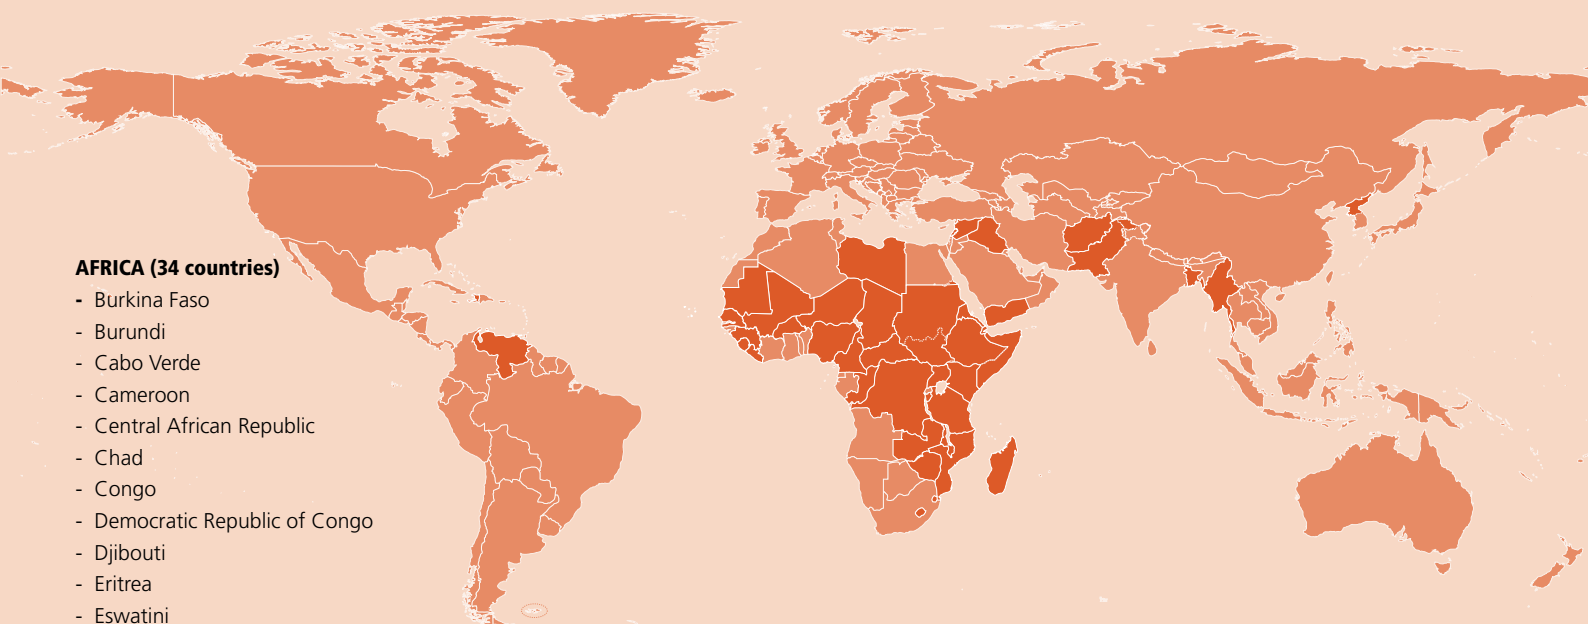 AFRICA (34 countries)
- Burkina Faso
- Burundi
- Cabo Verde
- Cameroon
- Central African Republic
- Chad
- Congo
- Democratic Republic of Congo
- Djibouti
- Eritrea
- Eswatini